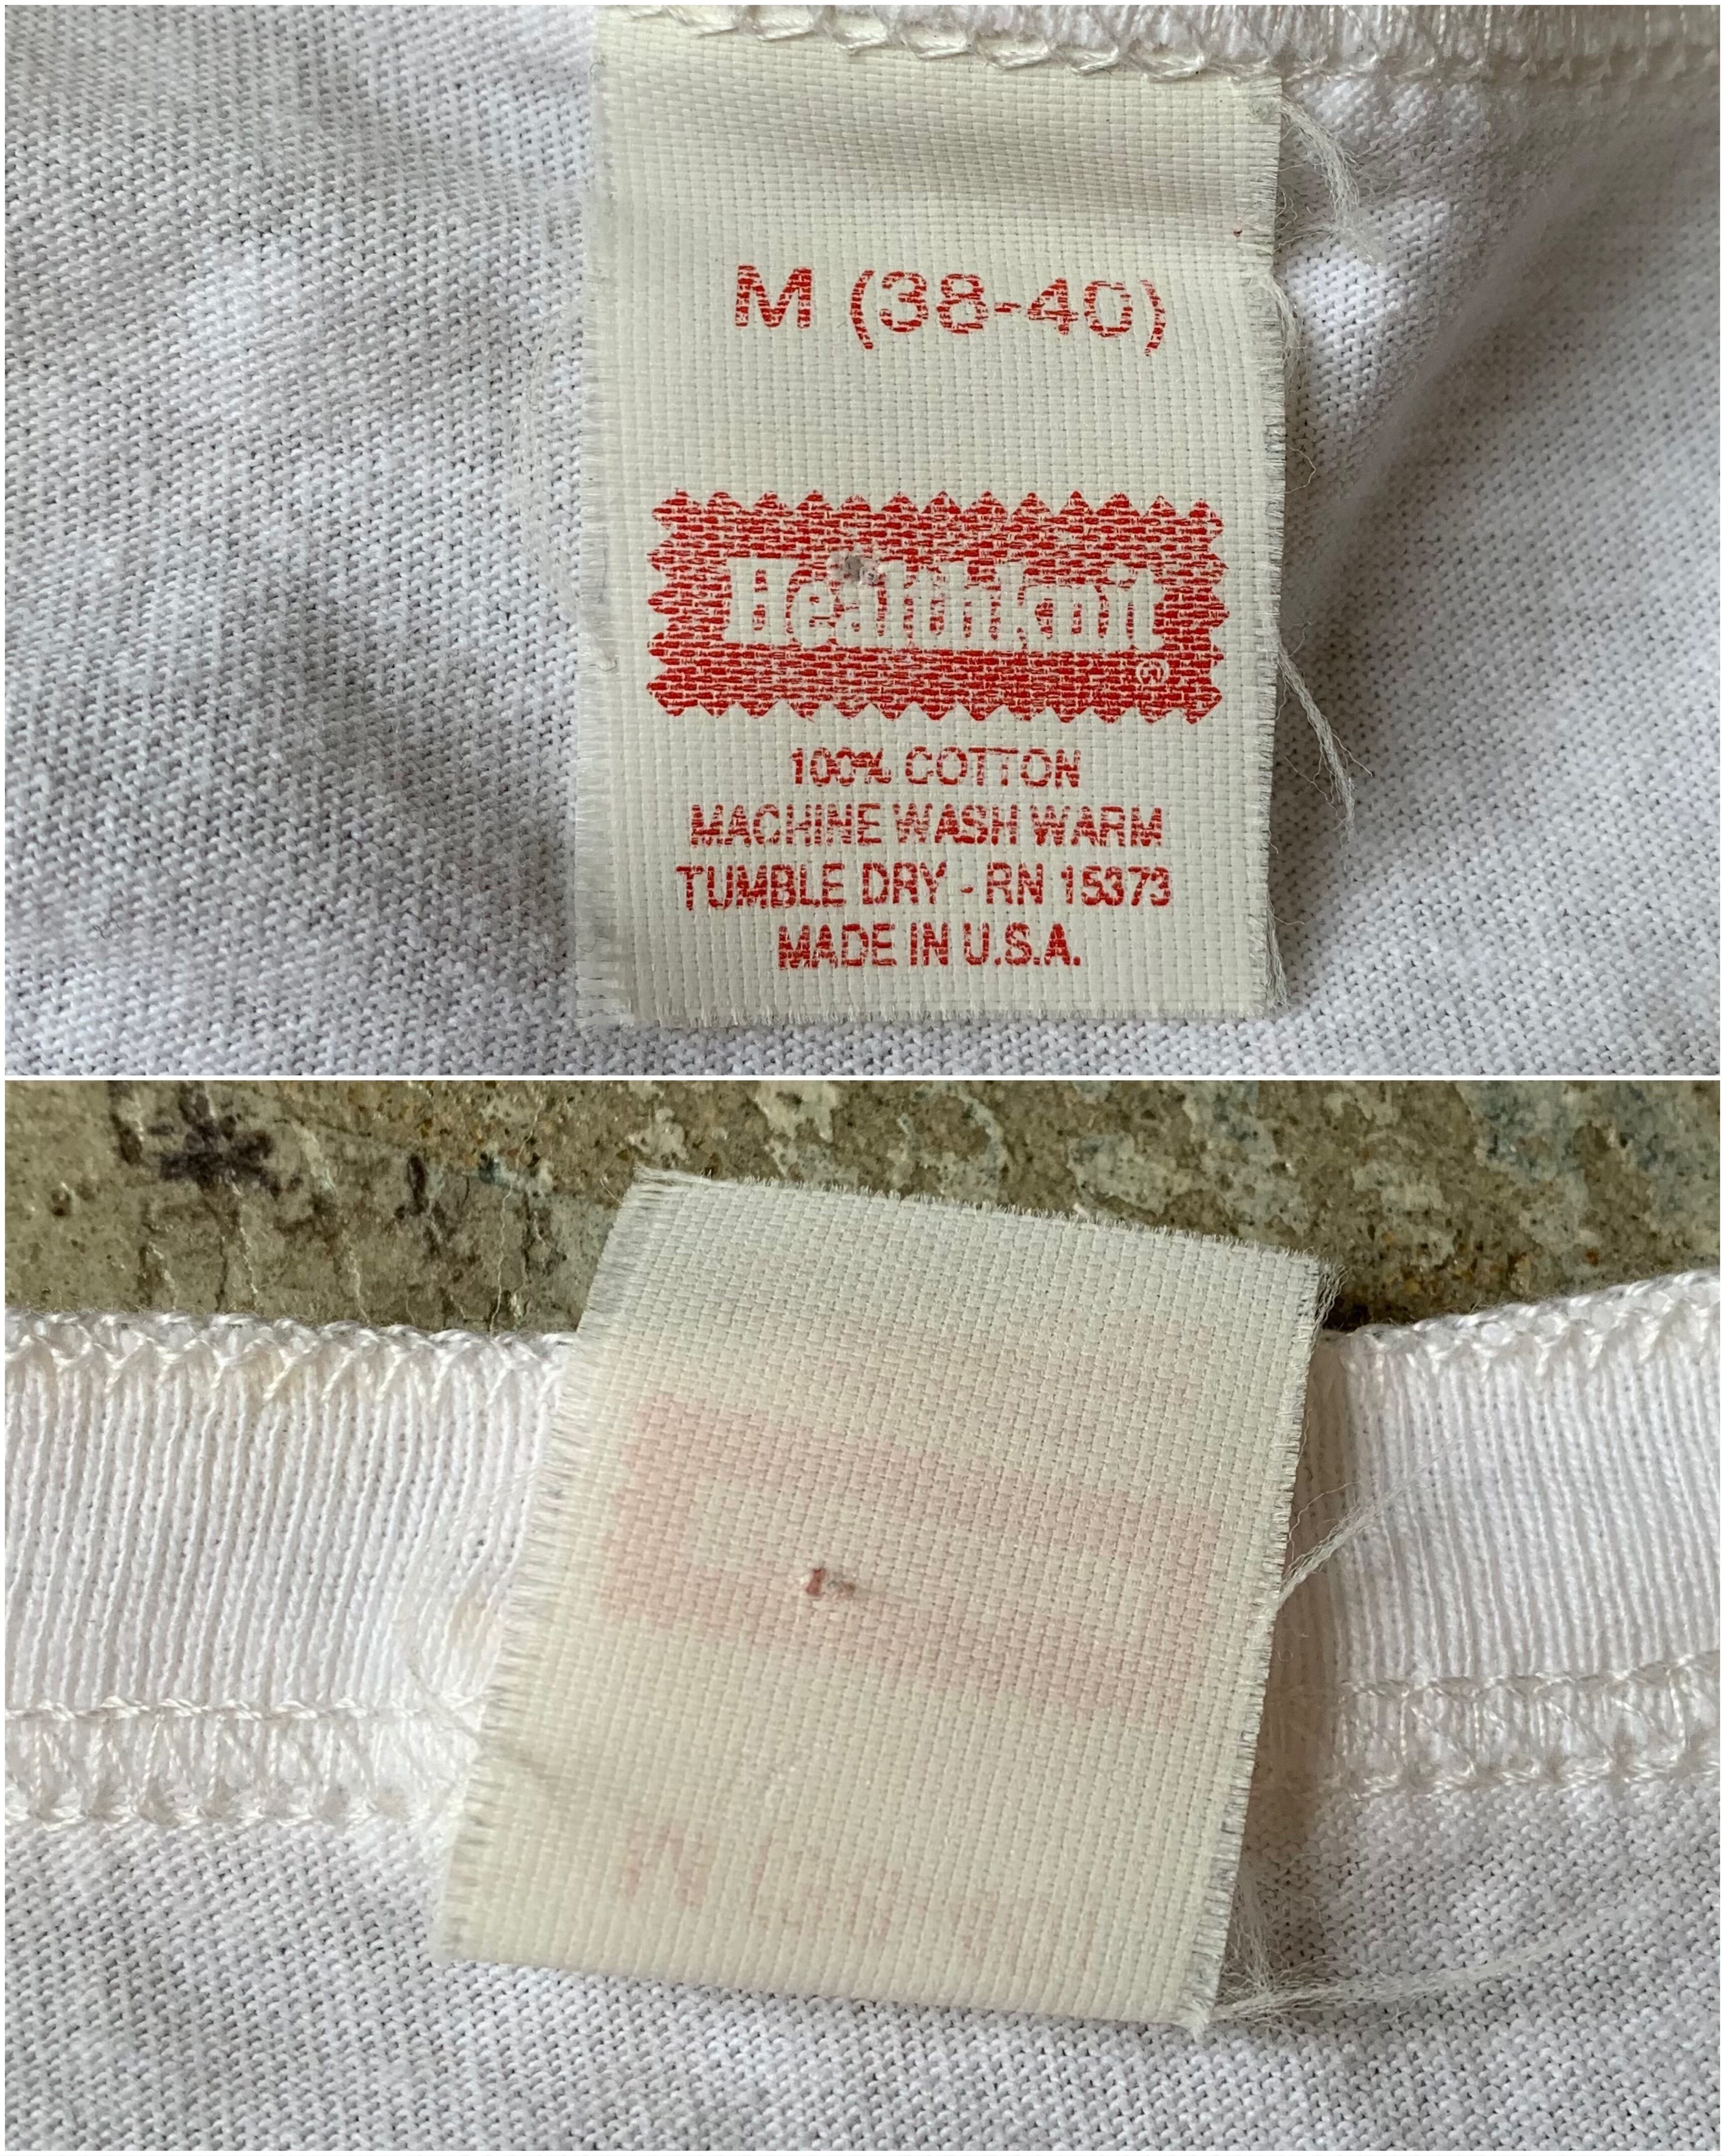 M (38-40)
Healthknit
®
100% COTTON
MACHINE WASH WARM
TUMBLE DRY - RN 15373
MADE IN U.S.A.